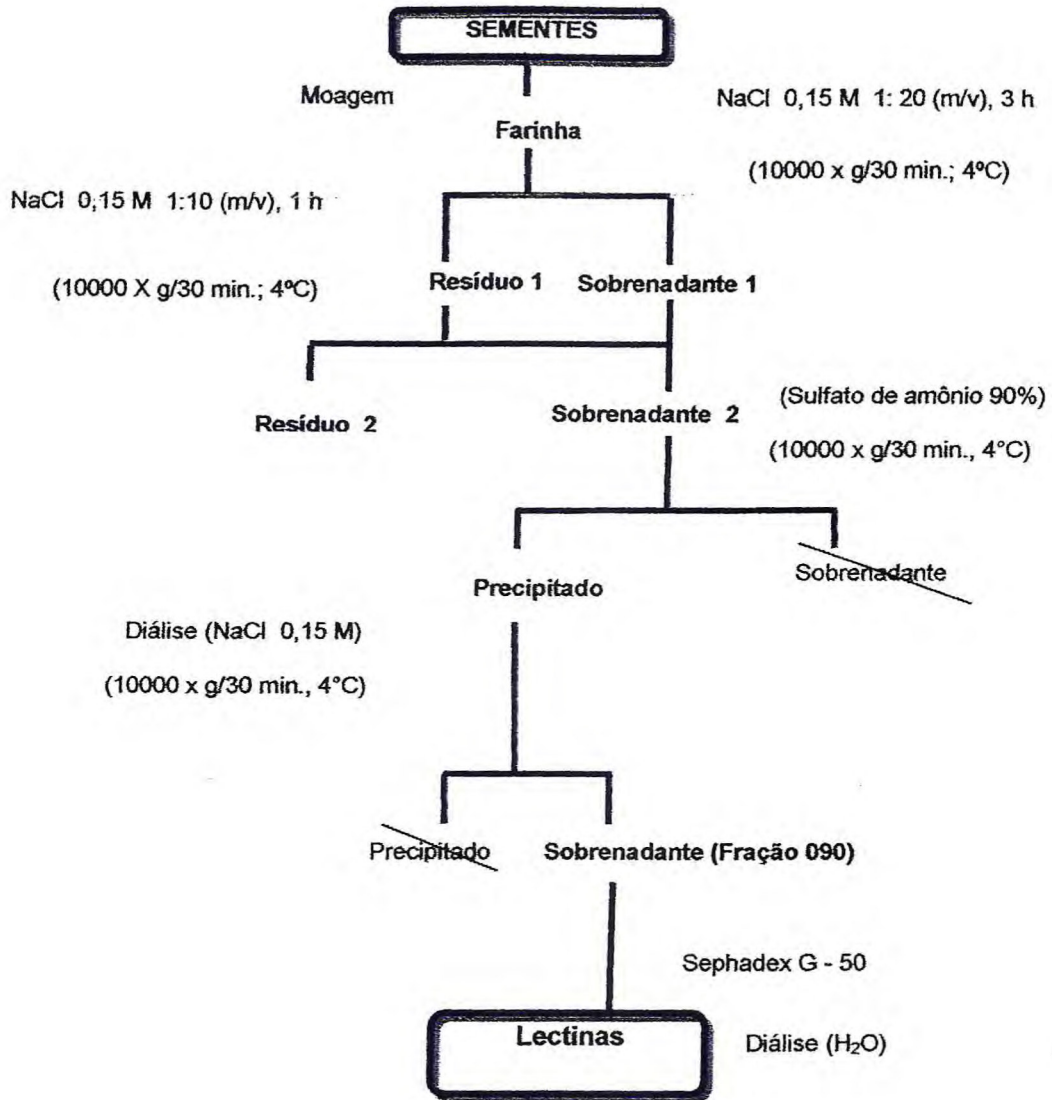 SEMENTES
Moagem
NaCl 0,15 M 1: 20 (m/v), 3 h
Farinha
(10000 x g/30 min.; 4ºC)
NaCl 0;15 M 1:10 (m/v), 1 h
(10000 X g/30 min.; 4ºC)
Resíduo 1
Sobrenadante 1
Resíduo 2
Sobrenadante 2
(Sulfato de amônio 90%)
(10000 x g/30 min., 4°C)
Precipitado
Sobrenadante
Diálise (NaCl 0,15 M)
(10000 x g/30 min., 4°C)
Precipitado
Sobrenadante (Fração 090)
Sephadex G - 50
Lectinas
Diálise (H₂O)